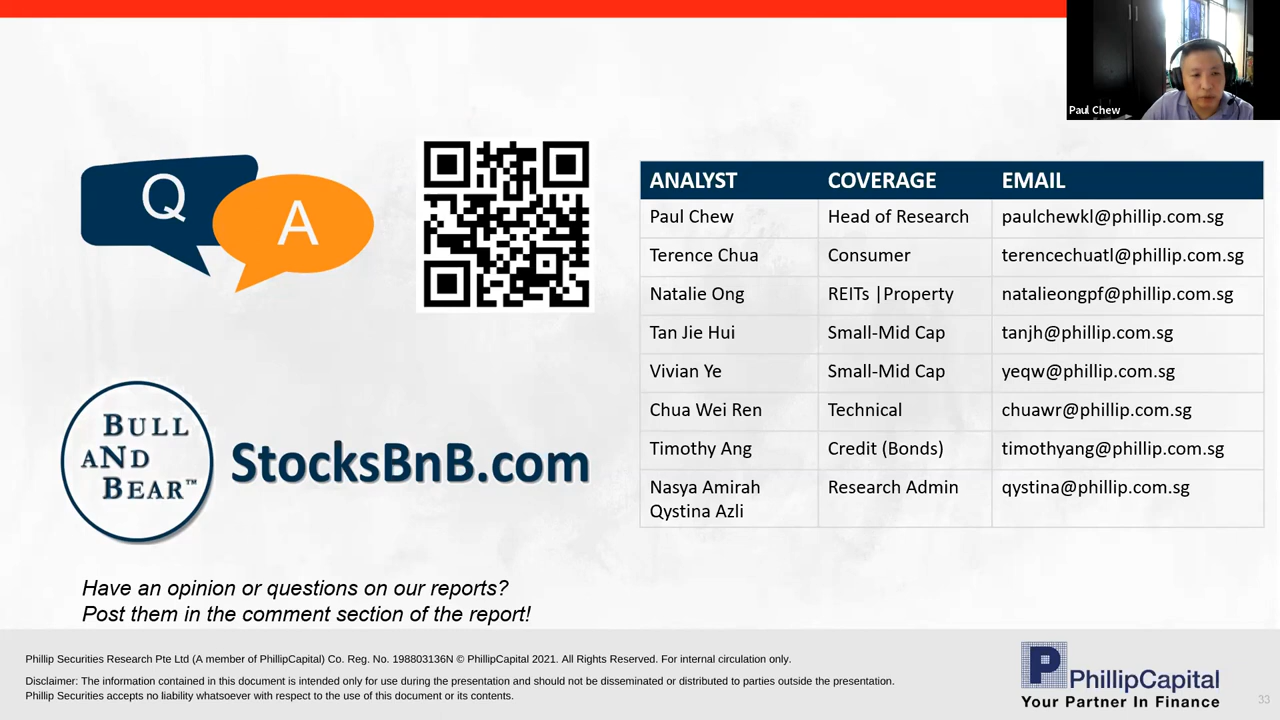 Paul Chew
Q
A
ANALYST COVERAGE EMAIL
Paul Chew Head of Research paulchewkl@phillip.com.sg
Terence Chua Consumer terencechuatl@phillip.com.sg
Natalie Ong REITs |Property natalieongpf@phillip.com.sg
Tan Jie Hui Small-Mid Cap tanjh@phillip.com.sg
Vivian Ye Small-Mid Cap yeqw@phillip.com.sg
Chua Wei Ren Technical chuawr@phillip.com.sg
Timothy Ang Credit (Bonds) timothyang@phillip.com.sg
Nasya Amirah Research Admin qystina@phillip.com.sg
Qystina Azli
BULL
AND
BEAR™
StocksBnB.com
Have an opinion or questions on our reports?
Post them in the comment section of the report!
Phillip Securities Research Pte Ltd (A member of PhillipCapital) Co. Reg. No. 198803136N © PhillipCapital 2021. All Rights Reserved. For internal circulation only.
Disclaimer: The information contained in this document is intended only for use during the presentation and should not be disseminated or distributed to parties outside the presentation.
Phillip Securities accepts no liability whatsoever with respect to the use of this document or its contents.
P PhillipCapital
Your Partner In Finance
33